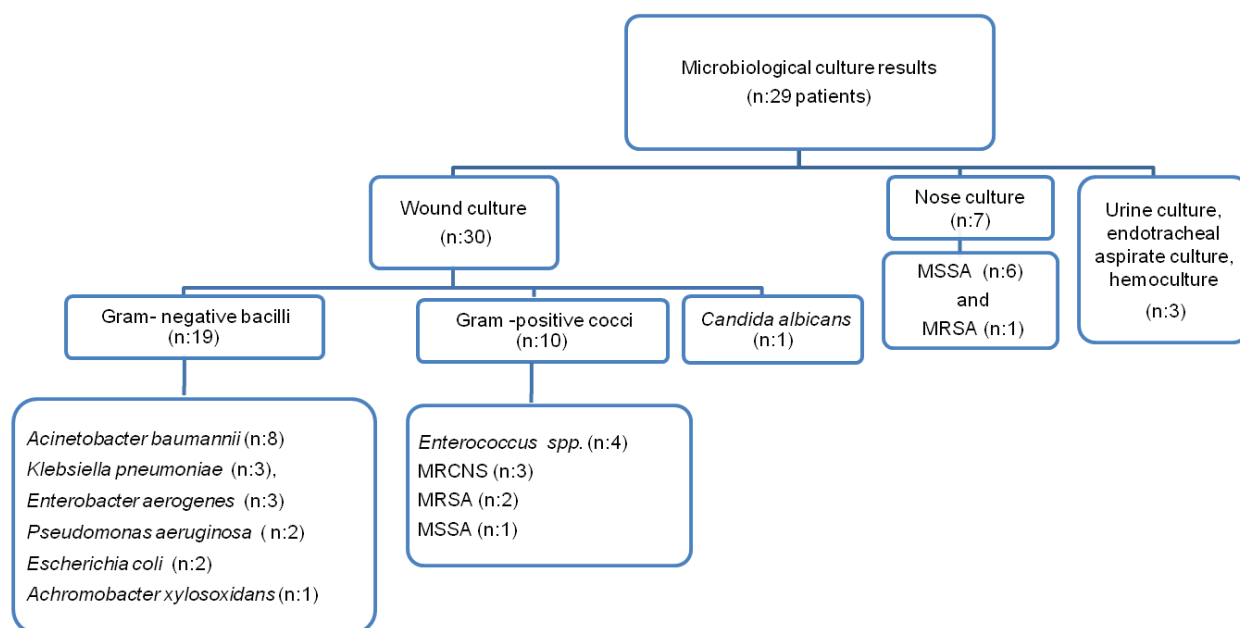 Microbiological culture results
(n:29 patients)
Wound culture
(n:30)
Nose culture
(n:7)
Urine culture,
endotracheal
aspirate culture,
hemoculture
(n:3)
MSSA (n:6)
and
MRSA (n:1)
Gram- negative bacilli
(n:19)
Gram -positive cocci
(n:10)
Candida albicans
(n:1)
Acinetobacter baumannii (n:8)
Klebsiella pneumoniae (n:3),
Enterobacter aerogenes (n:3)
Pseudomonas aeruginosa ( n:2)
Escherichia coli (n:2)
Achromobacter xylosoxidans (n:1)
Enterococcus spp. (n:4)
MRCNS (n:3)
MRSA (n:2)
MSSA (n:1)